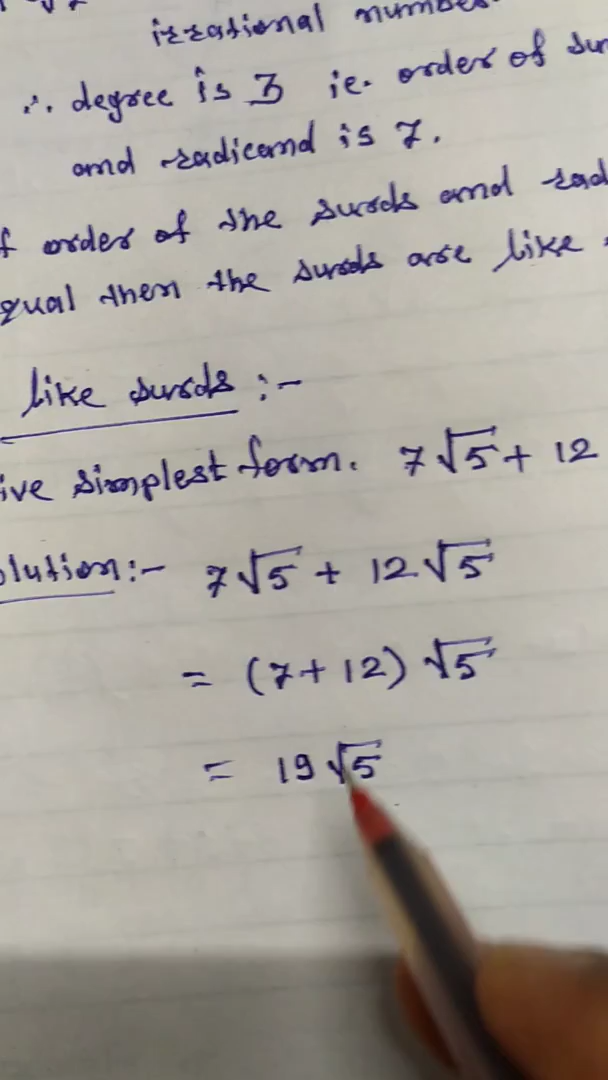 irrational number
∴ degree is 3 ie. order of
and radicand is 7.
order of the surds and
then the surds are like
like surds :-
simplest form. 7√5 + 12
:- 7√5 + 12√5
= (7+12) √5
= 19√5